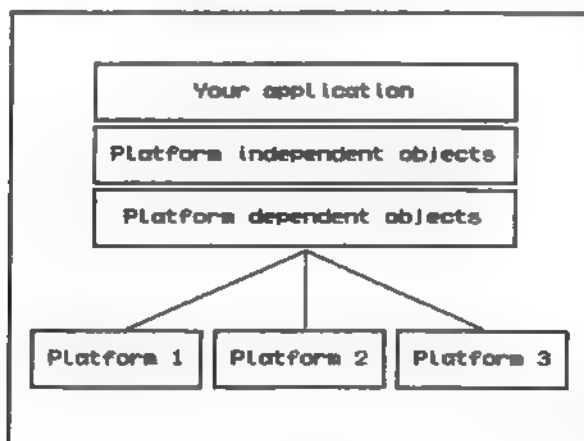 Your application
Platform independent objects
Platform dependent objects
Platform 1 Platform 2 Platform 3